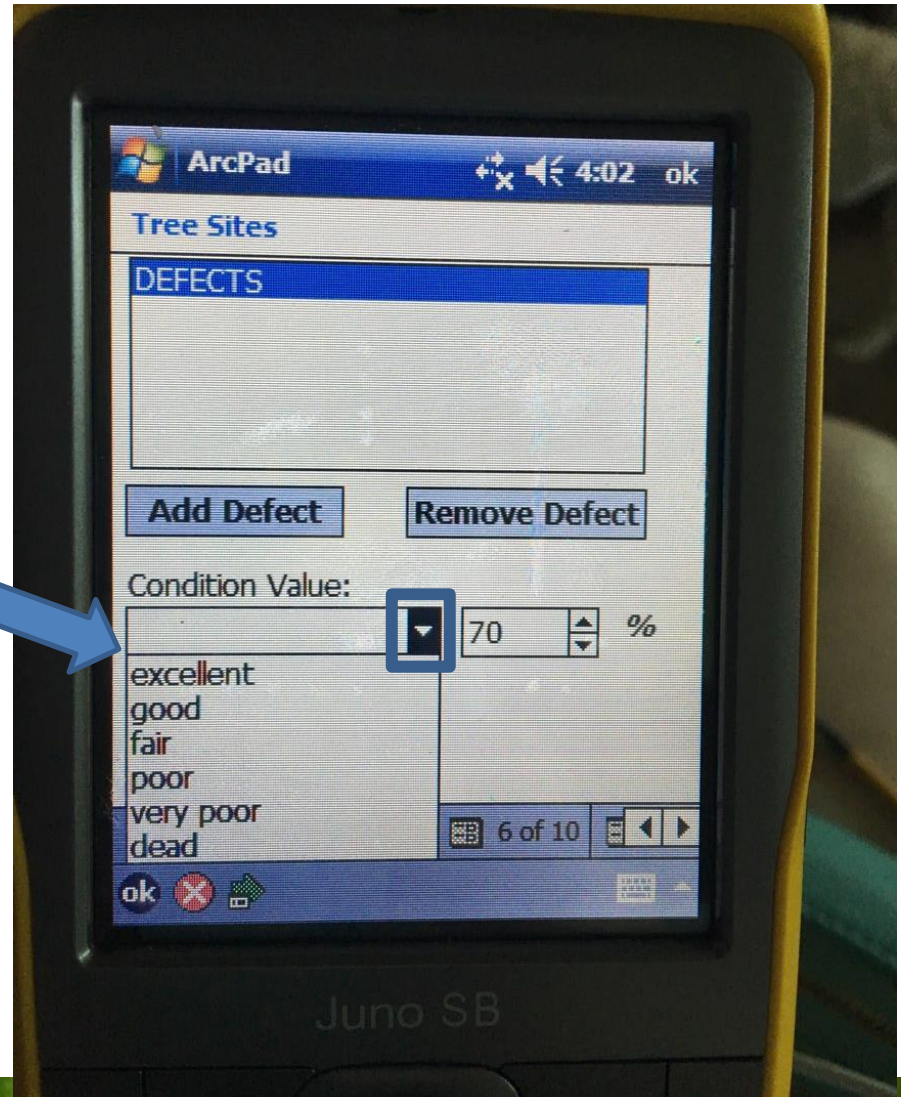 ArcPad 4:02 ok
Tree Sites
DEFECTS
Add Defect Remove Defect
Condition Value:
70 %
excellent
good
fair
poor
very poor
dead
6 of 10
ok
Juno SB